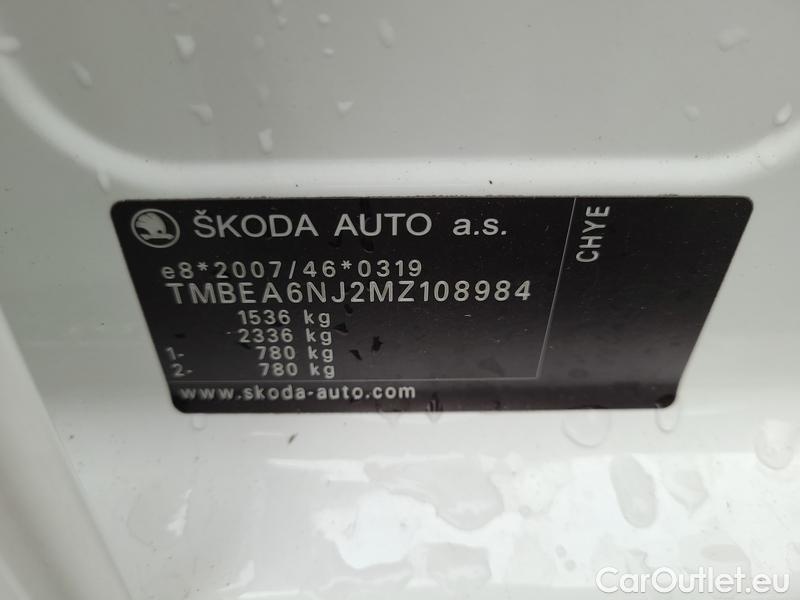 ŠKODA AUTO a.s.
e8*2007/46*0319
TMBEA6NJ2MZ108984
1536 kg
2336 kg
1- 780 kg
2- 780 kg
www.skoda-auto.com
CHYE
CarOutlet.eu